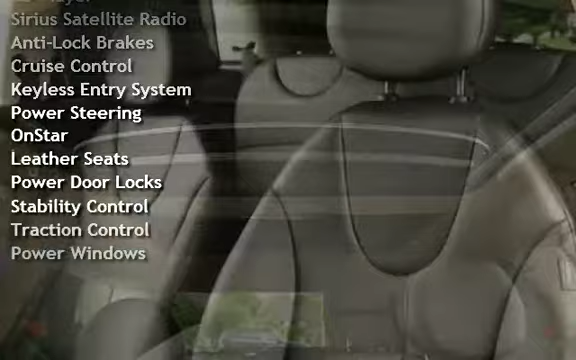 Sirius Satellite Radio
Anti-Lock Brakes
Cruise Control
Keyless Entry System
Power Steering
OnStar
Leather Seats
Power Door Locks
Stability Control
Traction Control
Power Windows